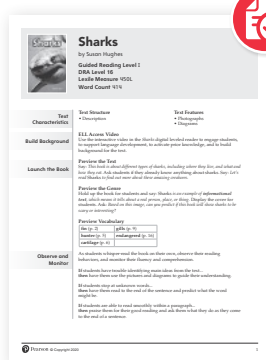 Sharks
Sharks
by Susan Hughes
Guided Reading Level I
DRA Level 16
Lexile Measure 450L
Word Count 414
Text
Characteristics
Text Structure
• Description
Text Features
• Photographs
• Diagrams
Build Background
ELL Access Video
Use the interactive video in the Sharks digital leveled reader to engage students,
to support language development, to activate prior knowledge, and to build
background for the text.
Launch the Book
Preview the Text
Say: This book is about different types of sharks, including where they live, and what and
how they eat. Ask students if they already know anything about sharks. Say: Let's
read Sharks to find out more about these amazing creatures.
Preview the Genre
Hold up the book for students and say: Sharks is an example of informational
text, which means it tells about a real person, place, or thing. Display the cover for
students. Ask: Based on this image, can you predict if this book will show sharks to be
scary or interesting?
Preview Vocabulary
fin (p. 2) gills (p. 9)
hunter (p. 3) endangered (p. 16)
cartilage (p. 6)
Observe and
Monitor
As students whisper-read the book on their own, observe their reading
behaviors, and monitor their fluency and comprehension.
If students have trouble identifying main ideas from the text...
then have them use the pictures and diagrams to guide their understanding.
If students stop at unknown words...
then have them read to the end of the sentence and predict what the word
might be.
If students are able to read smoothly within a paragraph...
then praise them for their good reading and ask them what they do as they come
to the end of a sentence.
Pearson © Copyright 2020
1